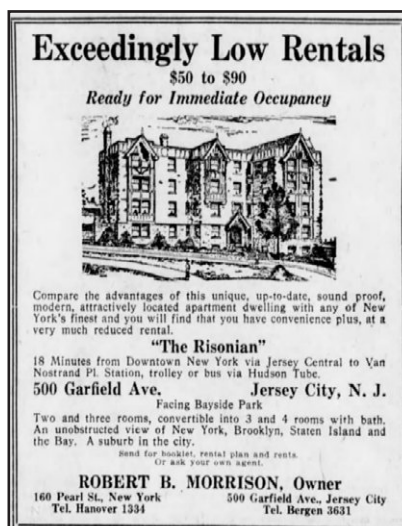 Exceedingly Low Rentals
$50 to $90
Ready for Immediate Occupancy
Compare the advantages of this unique, up-to-date, sound proof,
modern, attractively located apartment dwelling with any of New
York's finest and you will find that you have convenience plus, at a
very much reduced rental.
"The Risonian"
18 Minutes from Downtown New York via Jersey Central to Van
Nostrand Pl. Station, trolley or bus via Hudson Tube.
500 Garfield Ave. Jersey City, N. J.
Facing Bayside Park
Two and three rooms, convertible into 3 and 4 rooms with bath.
An unobstructed view of New York, Brooklyn, Staten Island and
the Bay. A suburb in the city.
Send for booklet, rental plan and rents.
Or ask your own agent.
ROBERT B. MORRISON, Owner
160 Pearl St., New York 500 Garfield Ave., Jersey City
Tel. Hanover 1334 Tel. Bergen 3631